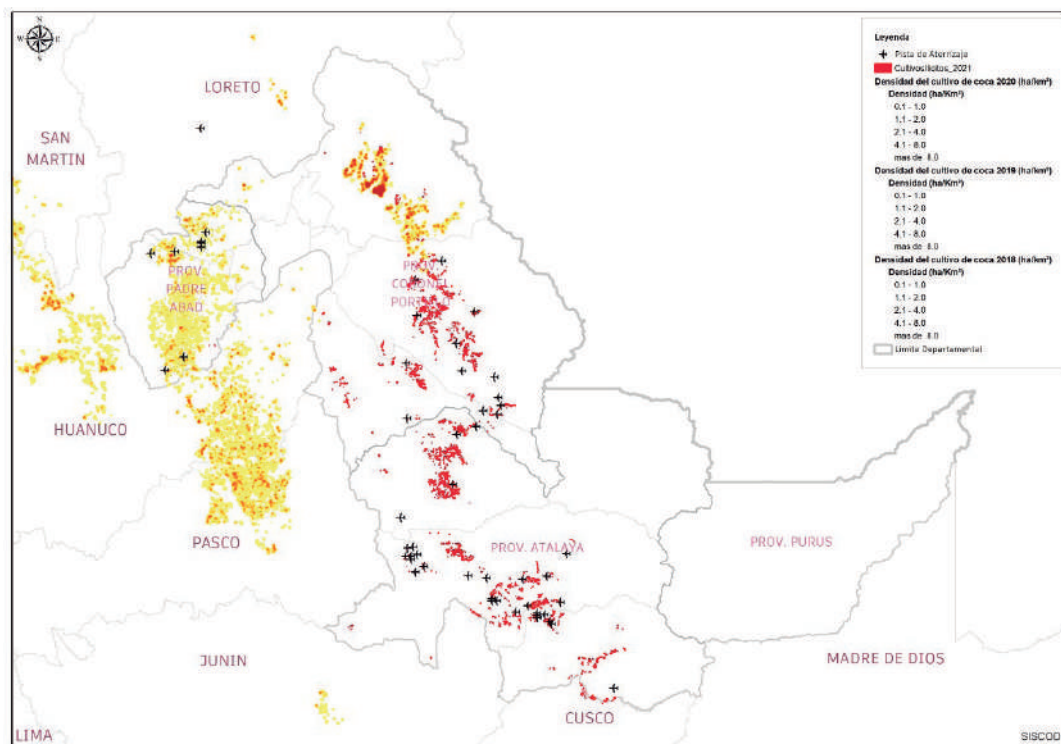 N
W
E
S
LORETO
SAN
MARTIN
PROV.
PADRE
ABAD
PROV.
CORONEL
PORTILLO
HUANUCO
PASCO
PROV. ATALAYA
PROV. PURUS
JUNIN
MADRE DE DIOS
CUSCO
LIMA
SISCOD
Leyenda
Pista de Aterrizaje
CultivosIlicitos_2021
Densidad del cultivo de coca 2020 (ha/km²)
Densidad (ha/Km²)
0.1 - 1.0
1.1 - 2.0
2.1 - 4.0
4.1 - 8.0
mas de 8.0
Densidad del cultivo de coca 2019 (ha/km²)
Densidad (ha/Km²)
0.1 - 1.0
1.1 - 2.0
2.1 - 4.0
4.1 - 8.0
mas de 8.0
Densidad del cultivo de coca 2018 (ha/km²)
Densidad (ha/Km²)
0.1 - 1.0
1.1 - 2.0
2.1 - 4.0
4.1 - 8.0
mas de 8.0
Limite Departamental